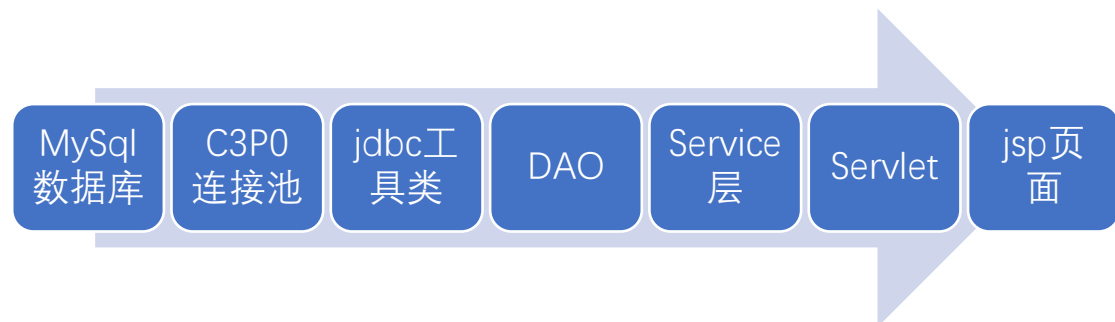 MySql
数据库
C3P0
连接池
jdbc工
具类
DAO
Service
层
Servlet
jsp页
面